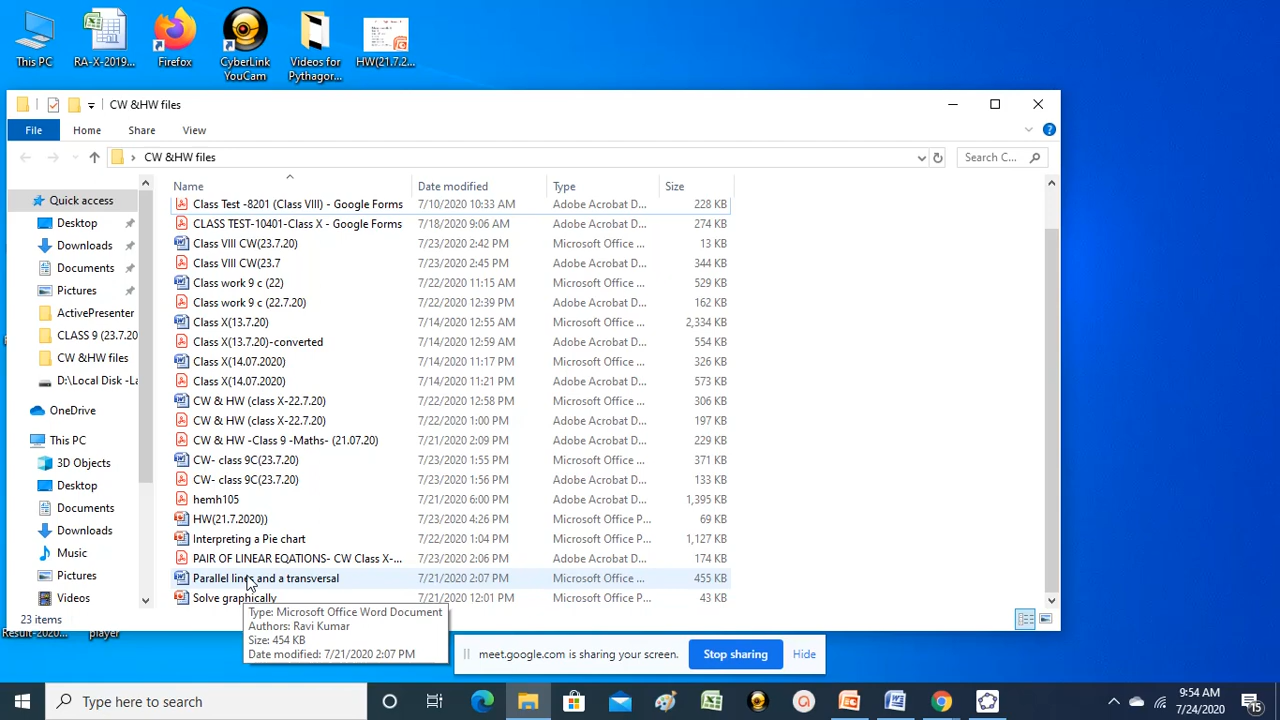 This PC
RA-X-2019...
Firefox
CyberLink
YouCam
Videos for
Pythagor...
HW(21.7.2...
CW &HW files
File
Home
Share
View
CW &HW files
Search C...
Quick access
Desktop
Downloads
Documents
Pictures
ActivePresenter
CLASS 9 (23.7.20
CW &HW files
D:\Local Disk -La
OneDrive
This PC
3D Objects
Desktop
Documents
Downloads
Music
Pictures
Videos
Name Date modified Type Size
Class Test -8201 (Class VIII) - Google Forms 7/10/2020 10:33 AM Adobe Acrobat D... 228 KB
CLASS TEST-10401-Class X - Google Forms 7/18/2020 9:06 AM Adobe Acrobat D... 274 KB
Class VIII CW(23.7.20) 7/23/2020 2:42 PM Microsoft Office ... 13 KB
Class VIII CW(23.7 7/23/2020 2:45 PM Adobe Acrobat D... 344 KB
Class work 9 c (22) 7/22/2020 11:15 AM Microsoft Office ... 529 KB
Class work 9 c (22.7.20) 7/22/2020 12:39 PM Adobe Acrobat D... 162 KB
Class X(13.7.20) 7/14/2020 12:55 AM Microsoft Office ... 2,334 KB
Class X(13.7.20)-converted 7/14/2020 12:59 AM Adobe Acrobat D... 554 KB
Class X(14.07.2020) 7/14/2020 11:17 PM Microsoft Office ... 326 KB
Class X(14.07.2020) 7/14/2020 11:21 PM Adobe Acrobat D... 573 KB
CW & HW (class X-22.7.20) 7/22/2020 12:58 PM Microsoft Office ... 306 KB
CW & HW (class X-22.7.20) 7/22/2020 1:00 PM Adobe Acrobat D... 197 KB
CW & HW -Class 9 -Maths- (21.07.20) 7/21/2020 2:09 PM Adobe Acrobat D... 229 KB
CW- class 9C(23.7.20) 7/23/2020 1:55 PM Microsoft Office ... 371 KB
CW- class 9C(23.7.20) 7/23/2020 1:56 PM Adobe Acrobat D... 133 KB
hemh105 7/21/2020 6:00 PM Adobe Acrobat D... 1,395 KB
HW(21.7.2020)) 7/23/2020 4:26 PM Microsoft Office P... 69 KB
Interpreting a Pie chart 7/22/2020 1:04 PM Microsoft Office P... 1,127 KB
PAIR OF LINEAR EQATIONS- CW Class X-... 7/23/2020 2:06 PM Adobe Acrobat D... 174 KB
Parallel lines and a transversal 7/21/2020 2:07 PM Microsoft Office ... 455 KB
Solve graphically 7/21/2020 12:01 PM Microsoft Office P... 43 KB
Type: Microsoft Office Word Document
Authors: Ravi Kumar
Size: 454 KB
Date modified: 7/21/2020 2:07 PM
23 items
Result-2020...
player
meet.google.com is sharing your screen.
Stop sharing
Hide
Type here to search
9:54 AM
7/24/2020
15